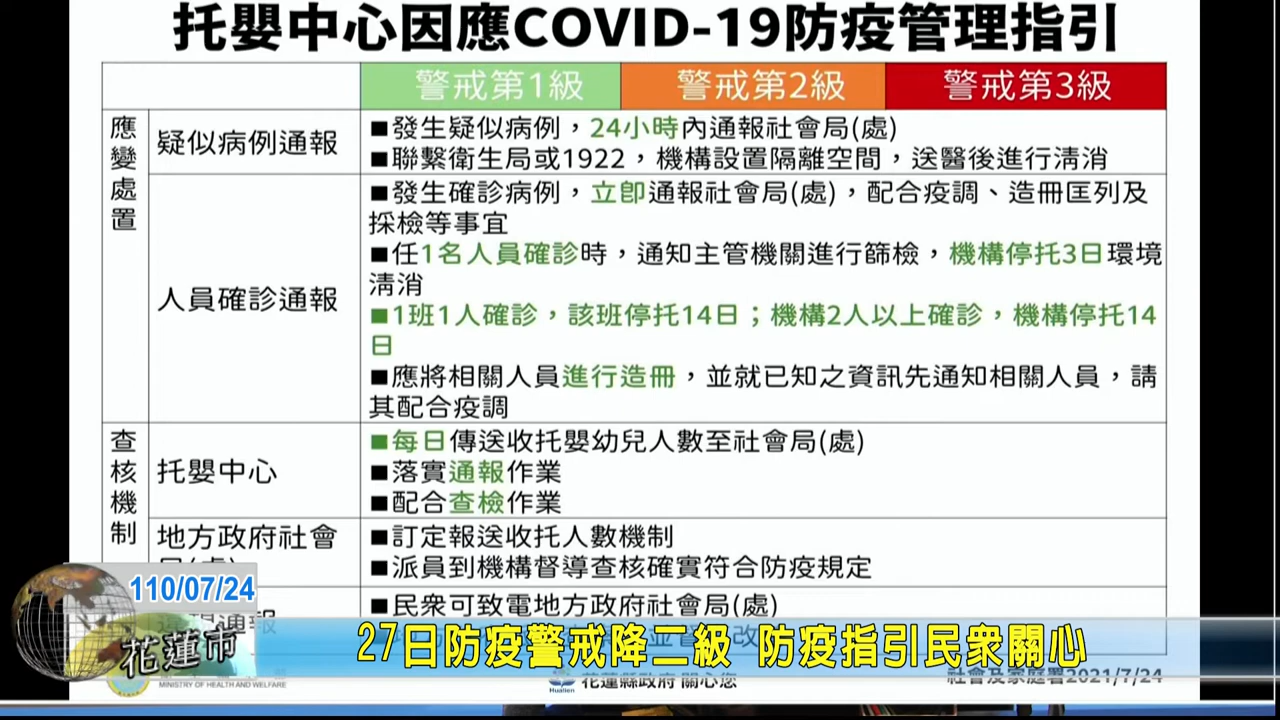 托嬰中心因應COVID-19防疫管理指引
警戒第1級 警戒第2級 警戒第3級
應變處置
疑似病例通報
■發生疑似病例，24小時內通報社會局(處)
■聯繫衛生局或1922，機構設置隔離空間，送醫後進行清消
人員確診通報
■發生確診病例，立即通報社會局(處)，配合疫調、造冊匡列及
採檢等事宜
■任1名人員確診時，通知主管機關進行篩檢，機構停托3日環境
清消
■1班1人確診，該班停托14日；機構2人以上確診，機構停托14
日
■應將相關人員進行造冊，並就已知之資訊先通知相關人員，請
其配合疫調
查核機制
托嬰中心
■每日傳送收托嬰幼兒人數至社會局(處)
■落實通報作業
■配合查檢作業
地方政府社會
■訂定報送收托人數機制
■派員到機構督導查核確實符合防疫規定
■民眾可致電地方政府社會局(處)
110/07/24
花蓮市
27日防疫警戒降二級 防疫指引民眾關心
MINISTRY OF HEALTH AND WELFARE
Hualien
花蓮縣政府 關心您
社會及家庭署2021/7/24